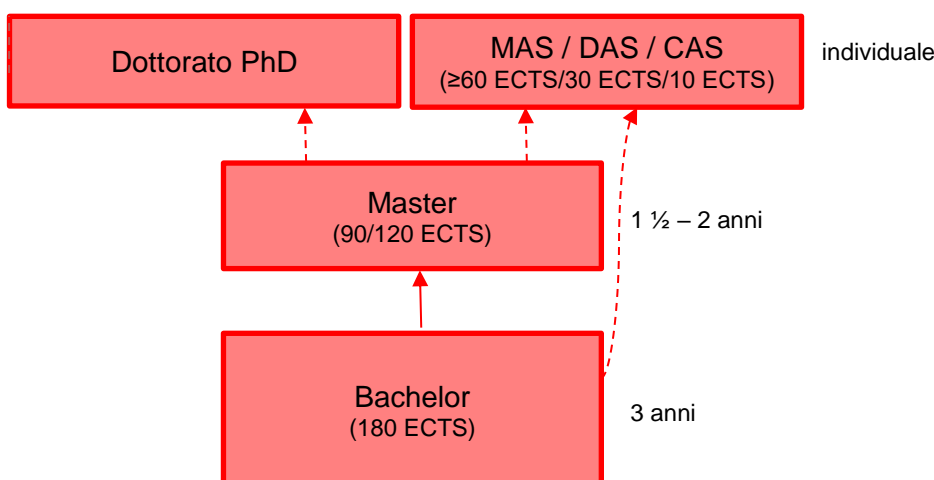 Dottorato PhD
MAS / DAS / CAS
(≥60 ECTS/30 ECTS/10 ECTS)
individuale
Master
(90/120 ECTS)
1 ½ – 2 anni
Bachelor
(180 ECTS)
3 anni